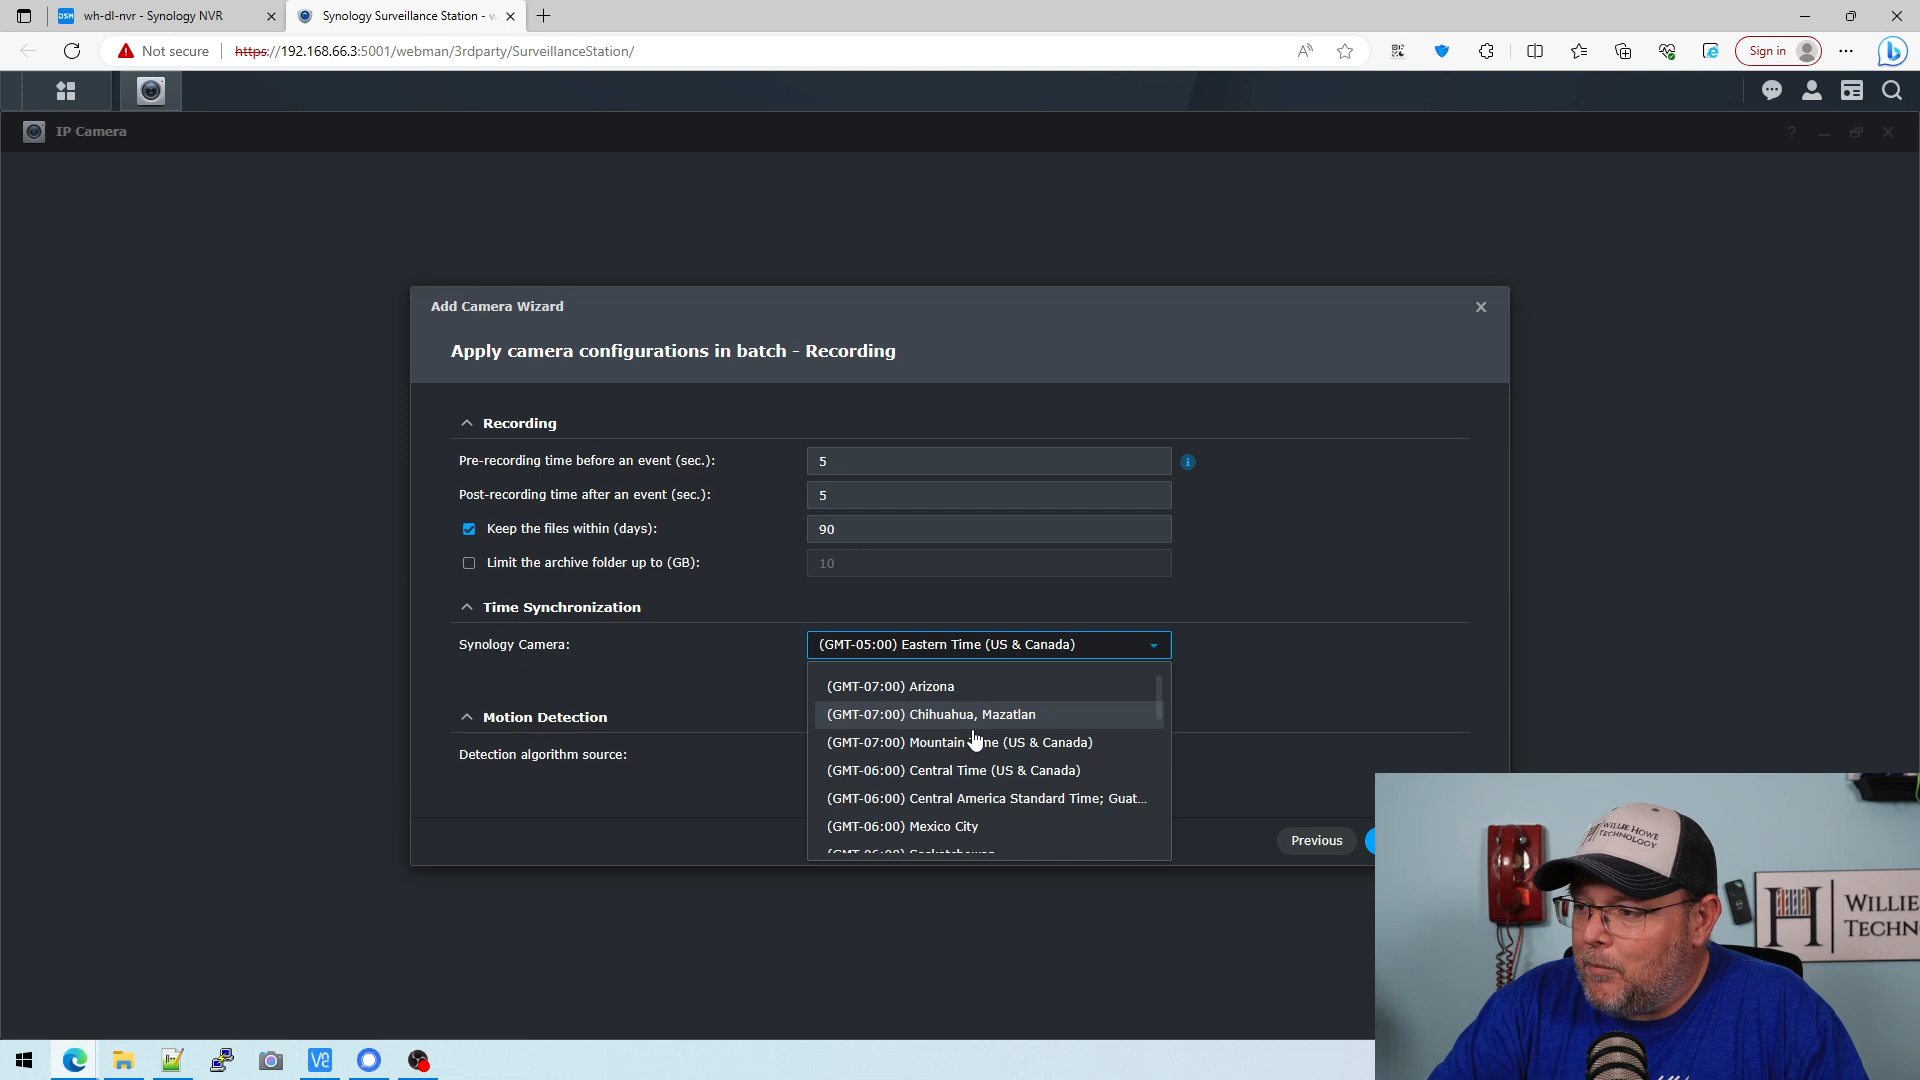 wh-dl-nvr - Synology NVR
Synology Surveillance Station - w
Not secure
https://192.168.66.3:5001/webman/3rdparty/SurveillanceStation/
Sign in
IP Camera
Add Camera Wizard
Apply camera configurations in batch - Recording
Recording
Pre-recording time before an event (sec.):
5
Post-recording time after an event (sec.):
5
Keep the files within (days):
90
Limit the archive folder up to (GB):
10
Time Synchronization
Synology Camera:
(GMT-05:00) Eastern Time (US & Canada)
(GMT-07:00) Arizona
(GMT-07:00) Chihuahua, Mazatlan
(GMT-07:00) Mountain Time (US & Canada)
(GMT-06:00) Central Time (US & Canada)
(GMT-06:00) Central America Standard Time; Guat...
(GMT-06:00) Mexico City
(GMT-06:00) Saskatchewan
Motion Detection
Detection algorithm source:
Previous
WILLIE HOWE
TECHNOLOGY
WILLIE
TECHN